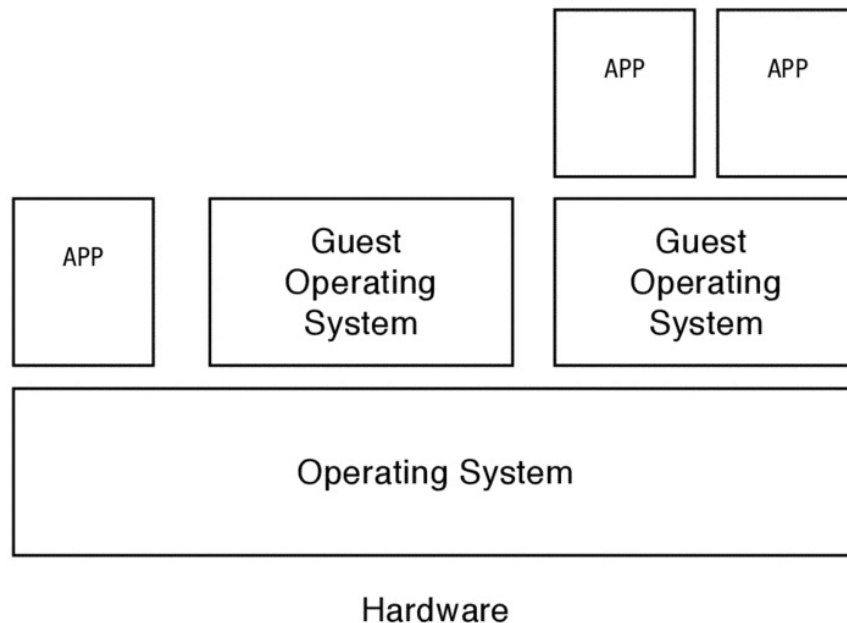 APP
APP
APP
Guest
Operating
System
Guest
Operating
System
Operating System
Hardware